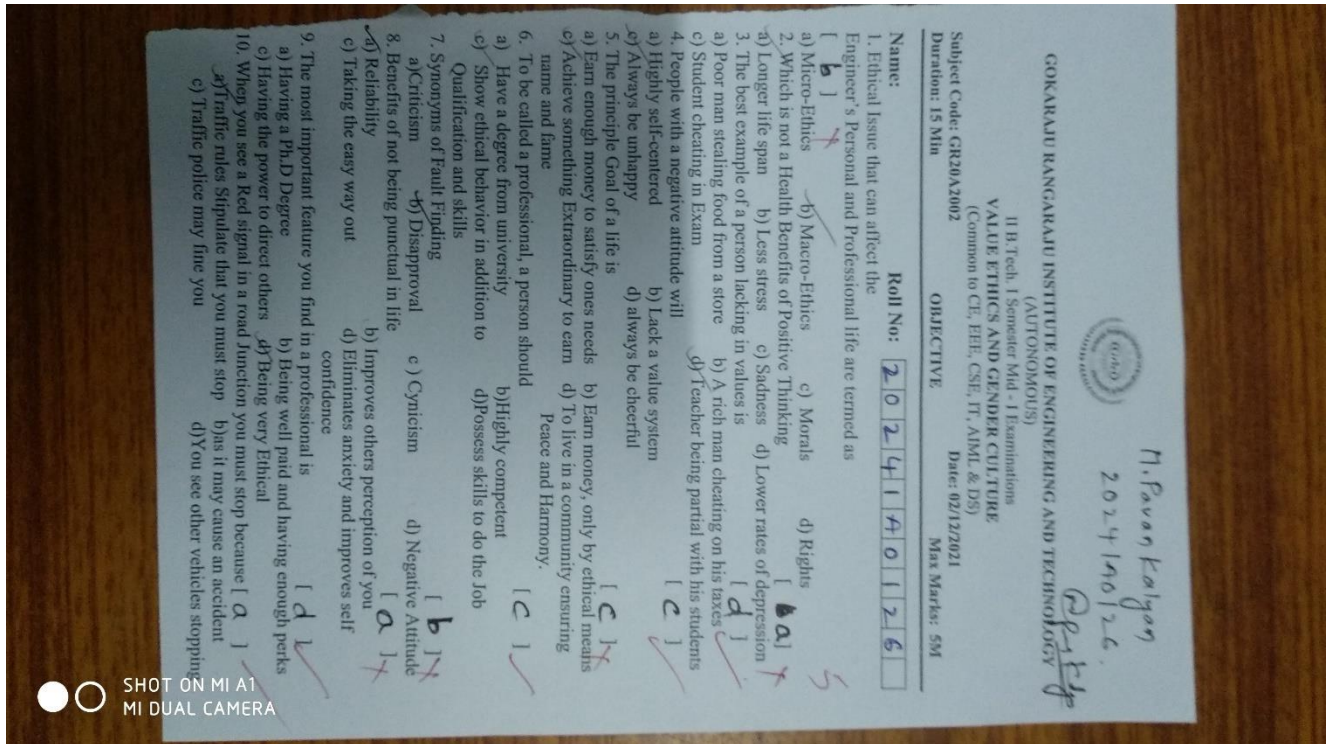 M. Pavan Kalyan
20241A0126
GOKARAJU RANGARAJU INSTITUTE OF ENGINEERING AND TECHNOLOGY
(AUTONOMOUS)
II B.Tech. I Semester Mid - I Examinations
VALUE ETHICS AND GENDER CULTURE
(Common to CE, EEE, CSE, IT, AIML & DS)
Subject Code: GR20A2002 OBJECTIVE Date: 02/12/2021
Duration: 15 Min Max Marks: 5M
Name: Roll No: 2 0 2 4 1 A 0 1 2 6
5
1. Ethical Issue that can affect the
Engineer's Personal and Professional life are termed as
[ b ]
a) Micro-Ethics b) Macro-Ethics c) Morals d) Rights
2. Which is not a Health Benefits of Positive Thinking [ a]
a) Longer life span b) Less stress c) Sadness d) Lower rates of depression
3. The best example of a person lacking in values is [ d ]
a) Poor man stealing food from a store b) A rich man cheating on his taxes
c) Student cheating in Exam d) Teacher being partial with his students
4. People with a negative attitude will [ c ]
a) Highly self-centered b) Lack a value system
c) Always be unhappy d) always be cheerful
5. The principle Goal of a life is [ c ]
a) Earn enough money to satisfy ones needs b) Earn money, only by ethical means
c) Achieve something Extraordinary to earn d) To live in a community ensuring
name and fame Peace and Harmony.
6. To be called a professional, a person should [ c ]
a) Have a degree from university b)Highly competent
c) Show ethical behavior in addition to d)Possess skills to do the Job
Qualification and skills
7. Synonyms of Fault Finding [ b ]
a)Criticism b) Disapproval c ) Cynicism d) Negative Attitude
8. Benefits of not being punctual in life [ a ]
a) Reliability b) Improves others perception of you
c) Taking the easy way out d) Eliminates anxiety and improves self
confidence
9. The most important feature you find in a professional is [ d ]
a) Having a Ph.D Degree b) Being well paid and having enough perks
c) Having the power to direct others d) Being very Ethical
10. When you see a Red signal in a road Junction you must stop because [ a ]
a)Traffic rules Stipulate that you must stop b)as it may cause an accident
c) Traffic police may fine you d)You see other vehicles stopping
SHOT ON MI A1
MI DUAL CAMERA